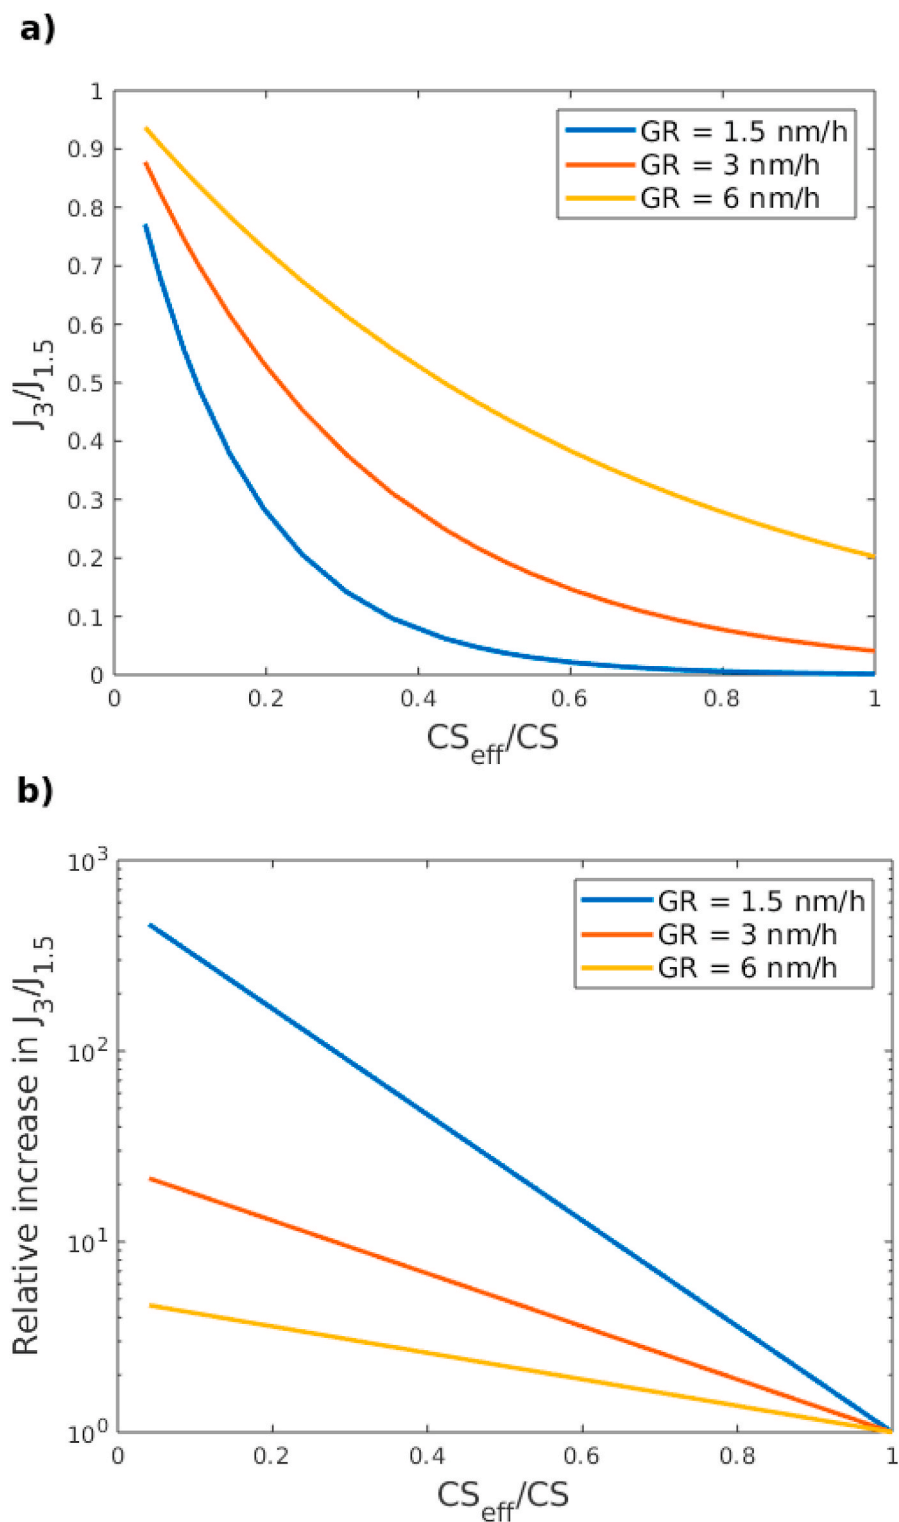 a)
1
0.9
0.8
0.7
0.6
0.5
0.4
0.3
0.2
0.1
0
J3/J1.5
GR = 1.5 nm/h
GR = 3 nm/h
GR = 6 nm/h
0 0.2 0.4 0.6 0.8 1
CSeff/CS
b)
10^3
10^2
10^1
10^0
Relative increase in J3/J1.5
GR = 1.5 nm/h
GR = 3 nm/h
GR = 6 nm/h
0 0.2 0.4 0.6 0.8 1
CSeff/CS